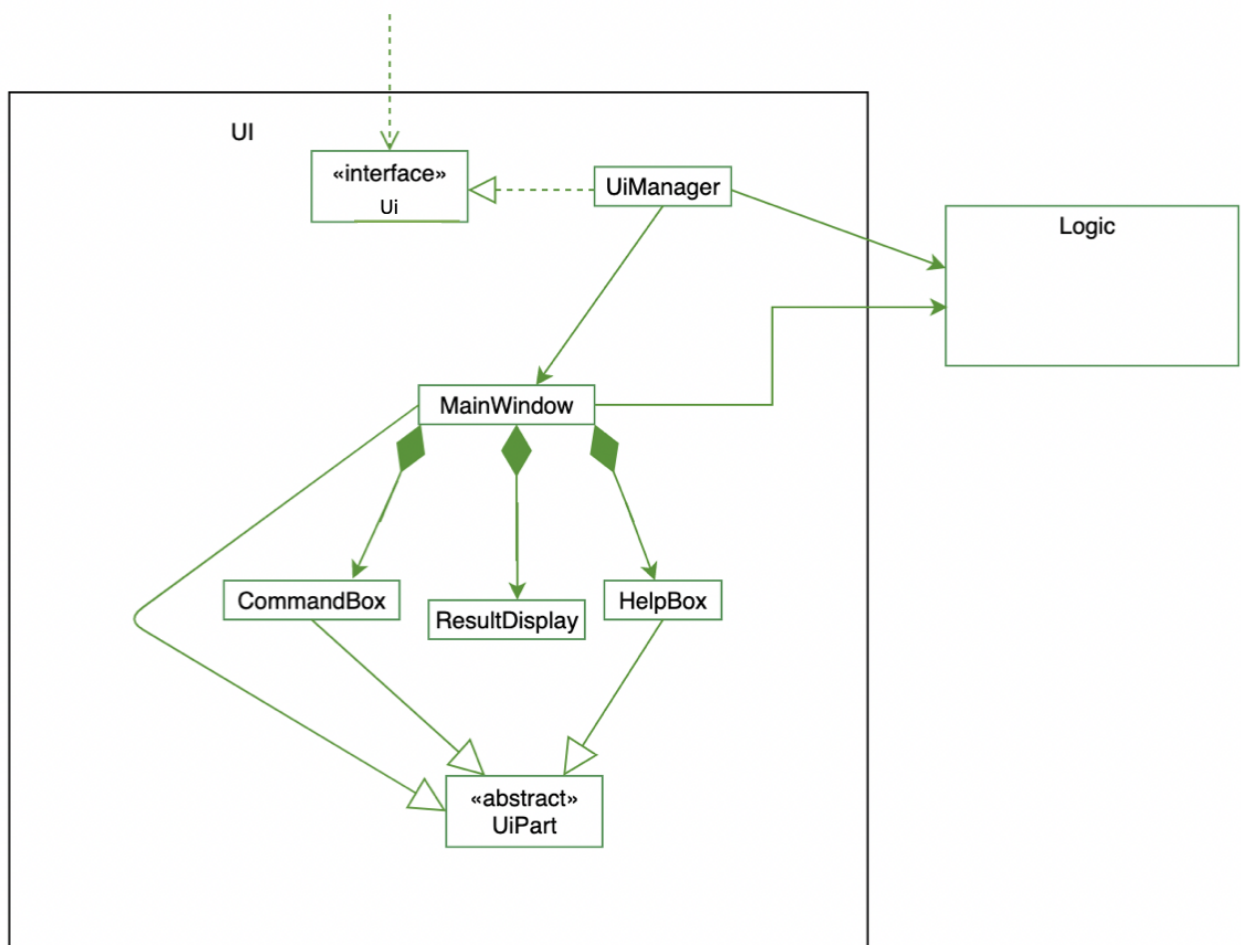 UI
«interface»
Ui
UiManager
Logic
MainWindow
CommandBox
ResultDisplay
HelpBox
«abstract»
UiPart